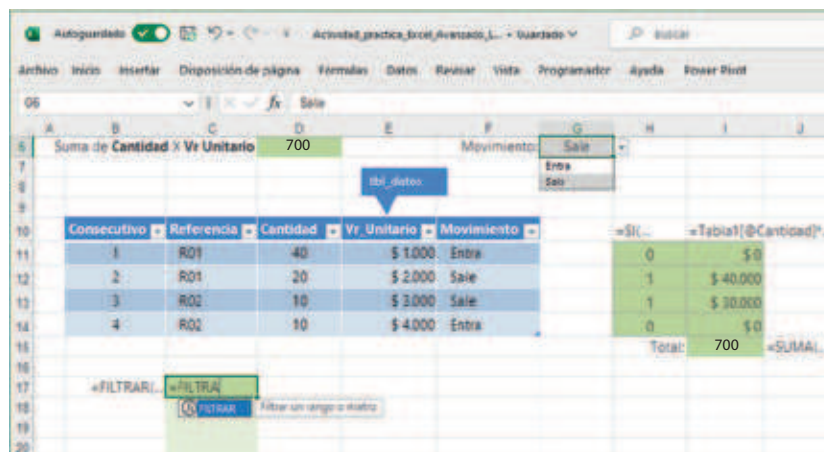 Autoguardado Actividad_practica_Excel_Avanzado_L... • Guardado Buscar
Archivo Inicio Insertar Disposición de página Fórmulas Datos Revisar Vista Programador Ayuda Power Pivot
G6 fx Sale
A B C D E F G H I J
6 Suma de Cantidad X Vr Unitario 700 Movimiento: Sale
7 Entra
8 tbl_datos Sale
9
10 Consecutivo Referencia Cantidad Vr_Unitario Movimiento =SI(... =Tabla1[@Cantidad]*.
11 1 R01 40 $ 1.000 Entra 0 $ 0
12 2 R01 20 $ 2.000 Sale 1 $ 40.000
13 3 R02 10 $ 3.000 Sale 1 $ 30.000
14 4 R02 10 $ 4.000 Entra 0 $ 0
15 Total: 700 =SUMA(..
16
17 =FILTRAR(... =FILTRA
18 FILTRAR Filtrar un rango o matriz
19
20